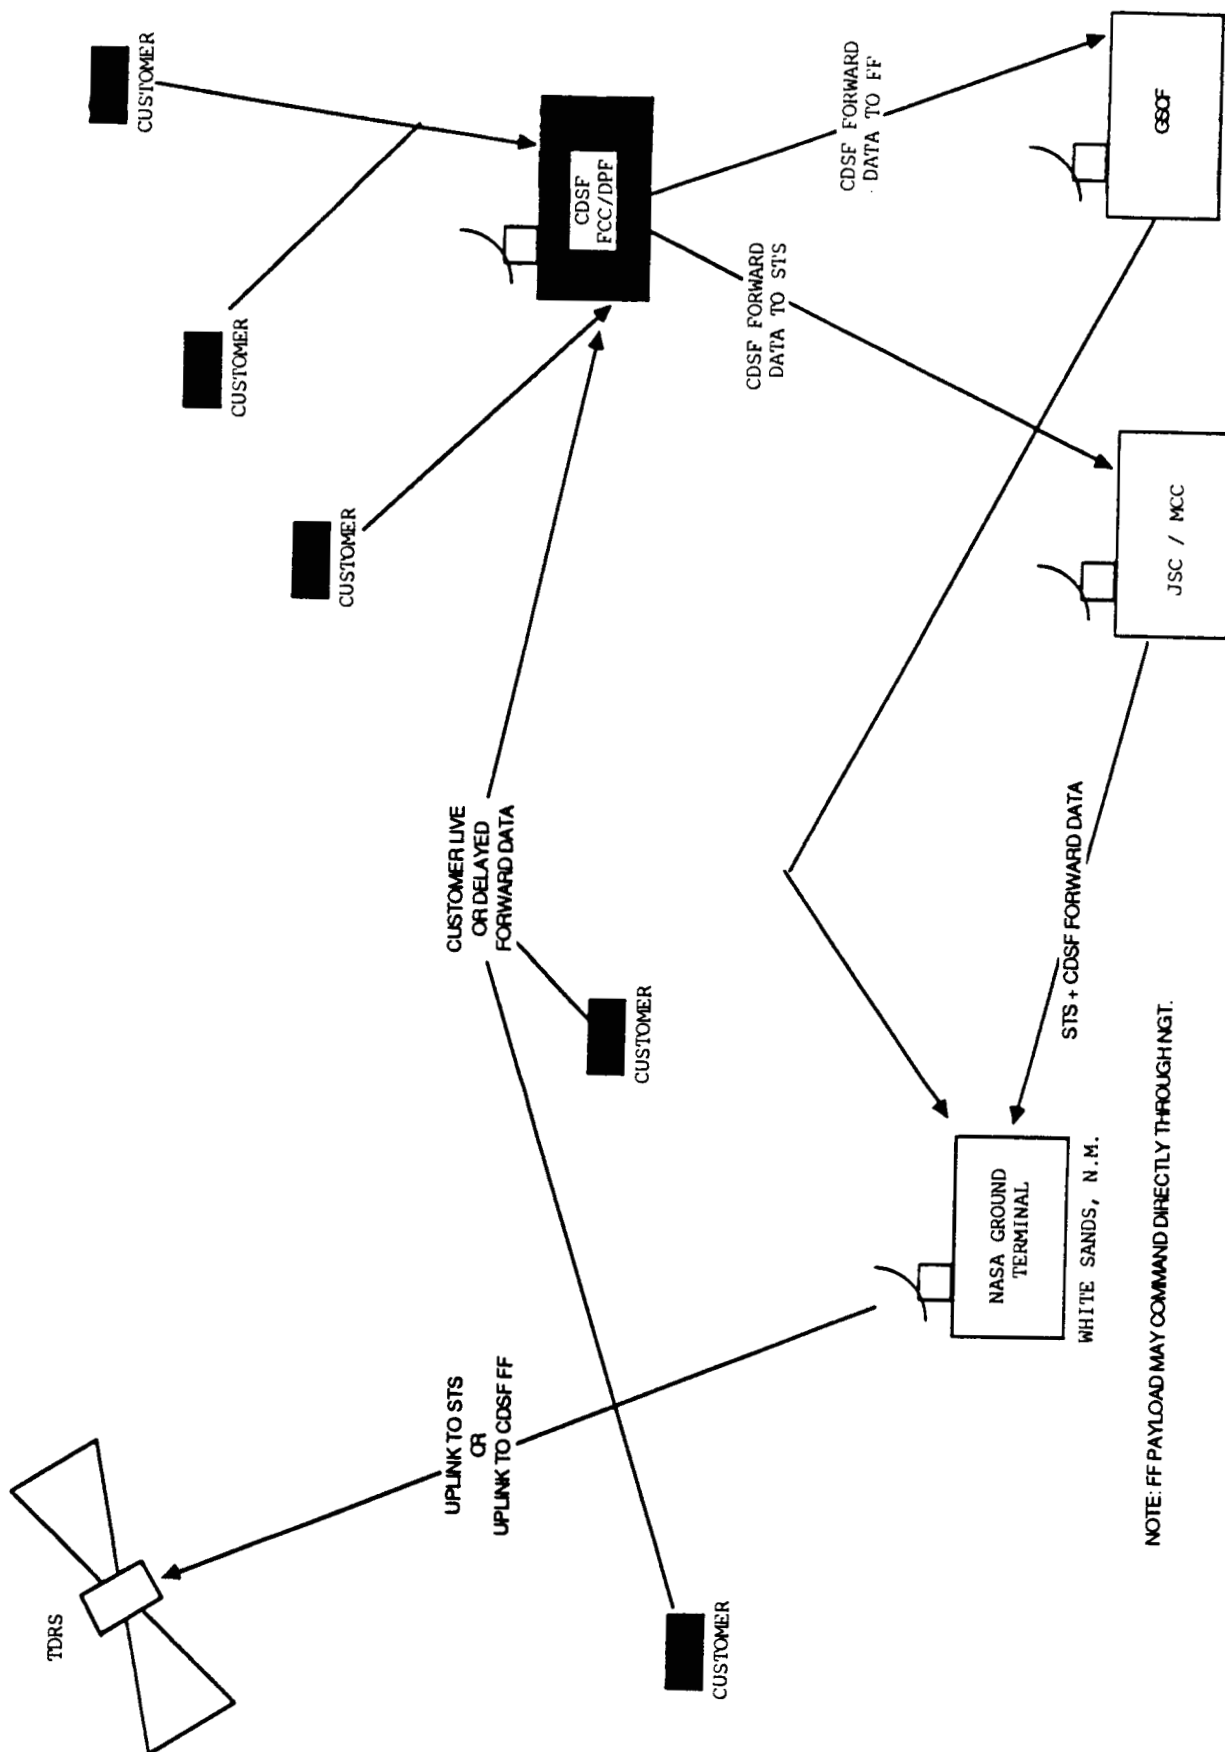 TDRS
UPLINK TO STS
OR
UPLINK TO CDSF FF
CUSTOMER
CUSTOMER LIVE
OR DELAYED
FORWARD DATA
CUSTOMER
CUSTOMER
CUSTOMER
CUSTOMER
CDSF
FCC/DPF
CDSF FORWARD
DATA TO STS
CDSF FORWARD
DATA TO FF
NASA GROUND
TERMINAL
WHITE SANDS, N.M.
STS + CDSF FORWARD DATA
JSC / MCC
GSCF
NOTE: FF PAYLOAD MAY COMMAND DIRECTLY THROUGH NGT.